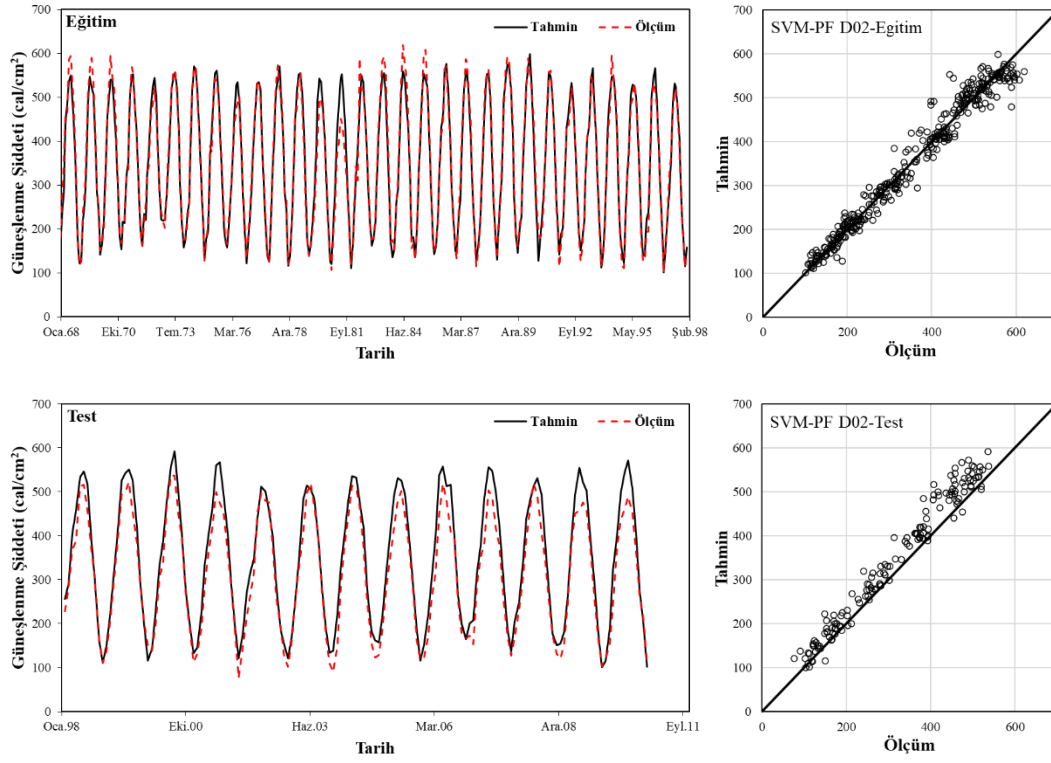 Eğitim
Tahmin
Ölçüm
700
600
500
400
300
200
100
0
Güneşlenme Şiddeti (cal/cm²)
Oca.68
Eki.70
Tem.73
Mar.76
Ara.78
Eyl.81
Haz.84
Mar.87
Ara.89
Eyl.92
May.95
Şub.98
Tarih
SVM-PF D02-Egitim
700
600
500
400
300
200
100
0
Tahmin
0
200
400
600
Ölçüm
Test
Tahmin
Ölçüm
700
600
500
400
300
200
100
0
Güneşlenme Şiddeti (cal/cm²)
Oca.98
Eki.00
Haz.03
Mar.06
Ara.08
Eyl.11
Tarih
SVM-PF D02-Test
700
600
500
400
300
200
100
0
Tahmin
0
200
400
600
Ölçüm